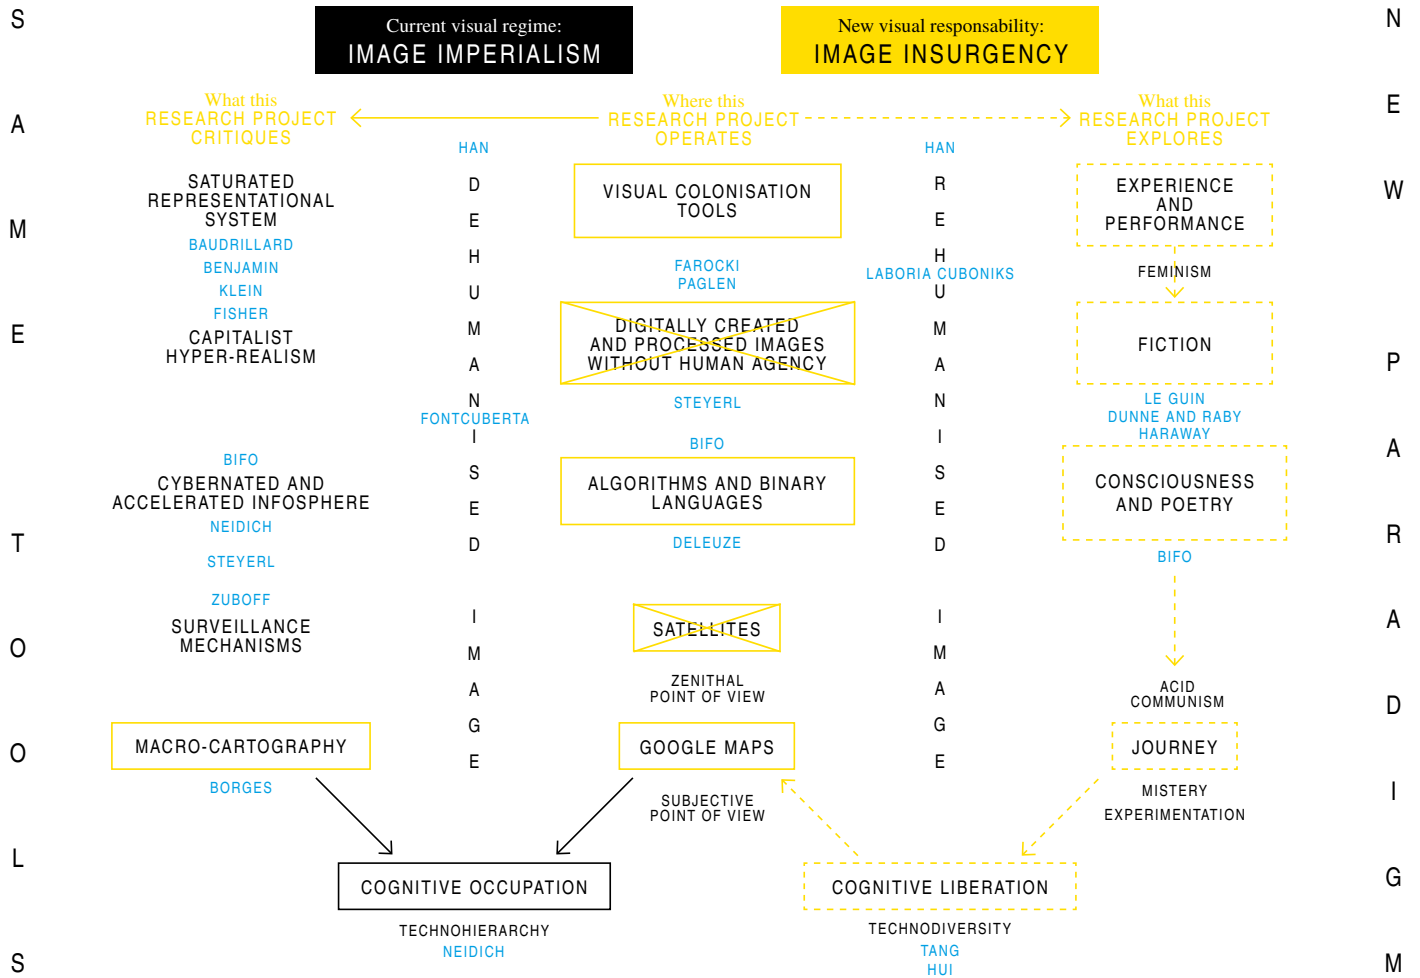 SAME TOOLS
Current visual regime:
IMAGE IMPERIALISM
New visual responsability:
IMAGE INSURGENCY
NEW PARADIGM
What this
RESEARCH PROJECT
CRITIQUES
Where this
RESEARCH PROJECT
OPERATES
What this
RESEARCH PROJECT
EXPLORES
SATURATED
REPRESENTATIONAL
SYSTEM
BAUDRILLARD
BENJAMIN
KLEIN
FISHER
CAPITALIST
HYPER-REALISM
BIFO
CYBERNATED AND
ACCELERATED INFOSPHERE
NEIDICH
STEYERL
ZUBOFF
SURVEILLANCE
MECHANISMS
MACRO-CARTOGRAPHY
BORGES
HAN
DEHUMANISED IMAGE
FONTCUBERTA
VISUAL COLONISATION
TOOLS
FAROCKI
PAGLEN
DIGITALLY CREATED
AND PROCESSED IMAGES
WITHOUT HUMAN AGENCY
STEYERL
BIFO
ALGORITHMS AND BINARY
LANGUAGES
DELEUZE
SATELLITES
ZENITHAL
POINT OF VIEW
GOOGLE MAPS
SUBJECTIVE
POINT OF VIEW
HAN
REHUMANISED IMAGE
LABORIA CUBONIKS
EXPERIENCE
AND
PERFORMANCE
FEMINISM
FICTION
LE GUIN
DUNNE AND RABY
HARAWAY
CONSCIOUSNESS
AND POETRY
BIFO
ACID
COMMUNISM
JOURNEY
MISTERY
EXPERIMENTATION
COGNITIVE OCCUPATION
TECHNOHIERARCHY
NEIDICH
COGNITIVE LIBERATION
TECHNODIVERSITY
TANG
HUI